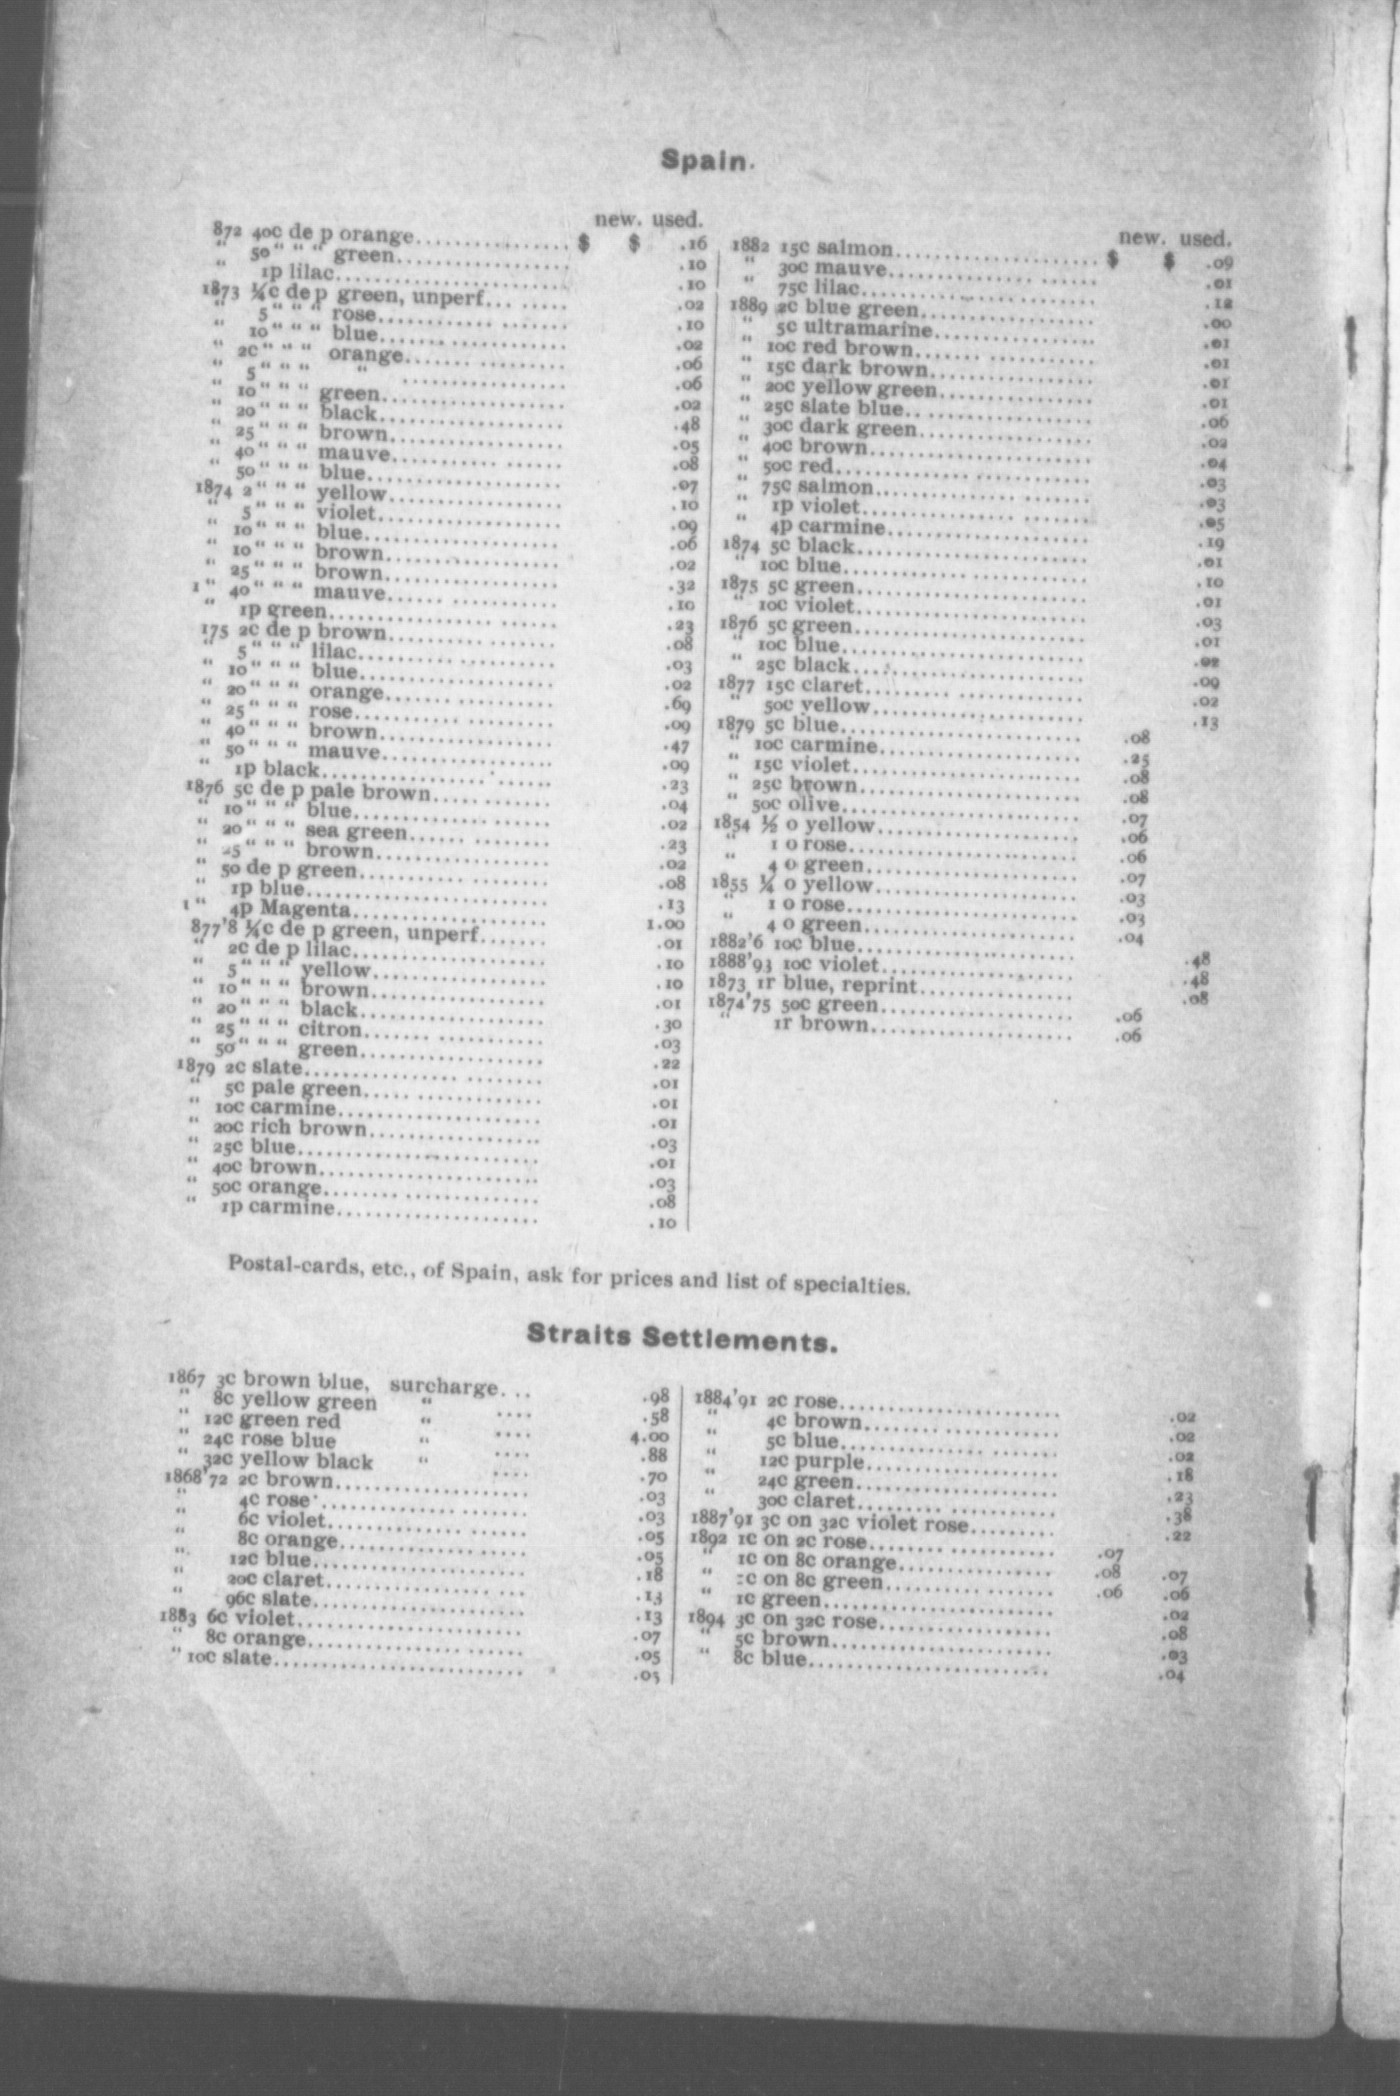 Spain.
new. used.
872 40c de p orange................ $ $ .16
" 50 " " " green.................. .10
" 1p lilac........................ .10
1873 ¼c de p green, unperf... ..... .02
" 5 " " " rose.................... .10
" 10 " " " blue................... .02
" 2c " " " orange................. .06
" 5 " " " " ................. .06
" 10 " " " green................... .02
" 20 " " " black................... .48
" 25 " " " brown................... .05
" 40 " " " mauve................... .08
" 50 " " " blue.................... .07
1874 2 " " " yellow.................. .10
" 5 " " " violet................... .09
" 10 " " " blue.................... .06
" 10 " " " brown................... .02
" 25 " " " brown................... .32
1 " 40 " " " mauve...... ........... .10
" 1p green........................ .23
175 2c de p brown................. .08
" 5 " " " lilac.................... .03
" 10 " " " blue.................... .02
" 20 " " " orange.................. .69
" 25 " " " rose.................... .09
" 40 " " " brown................... .47
" 50 " " " mauve................... .09
" 1p black........................ .23
1876 5c de p pale brown............ .04
" 10 " " " blue.................... .02
" 20 " " " sea green...... ........ .23
" 25 " " " brown................... .02
" 50 de p green................... .08
" 1p blue......................... .13
1 " 4p Magenta.................... 1.00
877'8 ¼c de p green, unperf....... .01
" 2c de p lilac................... .10
" 5 " " " yellow.................. .10
" 10 " " " brown................... .01
" 20 " " " black................... .30
" 25 " " " citron.................. .03
" 50 " " " green................... .22
1879 2c slate..................... .01
" 5c pale green................... .01
" 10c carmine..................... .01
" 20c rich brown.................. .03
" 25c blue........................ .01
" 40c brown....................... .03
" 50c orange...................... .08
" 1p carmine...................... .10
new. used.
1882 15c salmon..................... $ $ .09
" 30c mauve................ ...... .01
" 75c lilac........................ .12
1889 2c blue green.................. .00
" 5c ultramarine................... .01
" 10c red brown....... ........... .01
" 15c dark brown................... .01
" 20c yellow green................. .01
" 25c slate blue................... .06
" 30c dark green................... .02
" 40c brown........................ .04
" 50c red.......................... .03
" 75c salmon....................... .03
" 1p violet........................ .05
" 4p carmine....................... .19
1874 5c black....................... .01
" 10c blue......................... .10
1875 5c green....................... .01
" 10c violet....................... .03
1876 5c green....................... .01
" 10c blue......................... .02
" 25c black........................ .09
1877 15c claret..................... .02
" 50c yellow....................... .13
1879 5c blue........................ .08
" 10c carmine...................... .25
" 15c violet....................... .08
" 25c brown........................ .08
" 50c olive........................ .07
1854 ½ o yellow..................... .06
" 1 o rose......................... .06
" 4 o green........................ .07
1855 ¼ o yellow..................... .03
" 1 o rose......................... .03
" 4 o green........................ .04
1882'6 10c blue..................... .48
1888'93 10c violet.................. .48
1873 1r blue, reprint............... .08
1874'75 50c green................... .06
" 1r brown......................... .06
Postal-cards, etc., of Spain, ask for prices and list of specialties.
Straits Settlements.
1867 3c brown blue, surcharge... .98
" 8c yellow green " .... .58
" 12c green red " .... 4.00
" 24c rose blue " .... .88
" 32c yellow black " .... .70
1868'72 2c brown.................... .03
" 4c rose.......................... .03
" 6c violet........................ .05
" 8c orange........................ .05
" 12c blue......................... .18
" 20c claret....................... .13
" 96c slate........................ .13
1883 6c violet...................... .07
" 8c orange........................ .05
" 10c slate........................ .05
1884'91 2c rose..................... .02
" 4c brown......................... .02
" 5c blue.......................... .02
" 12c purple....................... .18
" 24c green........................ .23
" 30c claret....................... .38
1887'91 3c on 32c violet rose....... .22
1892 1c on 2c rose.................. .07
" 1c on 8c orange.................. .08 .07
" c on 8c green................... .06 .06
" 1c green......................... .02
1894 3c on 32c rose................. .08
" 5c brown......................... .03
" 8c blue.......................... .04